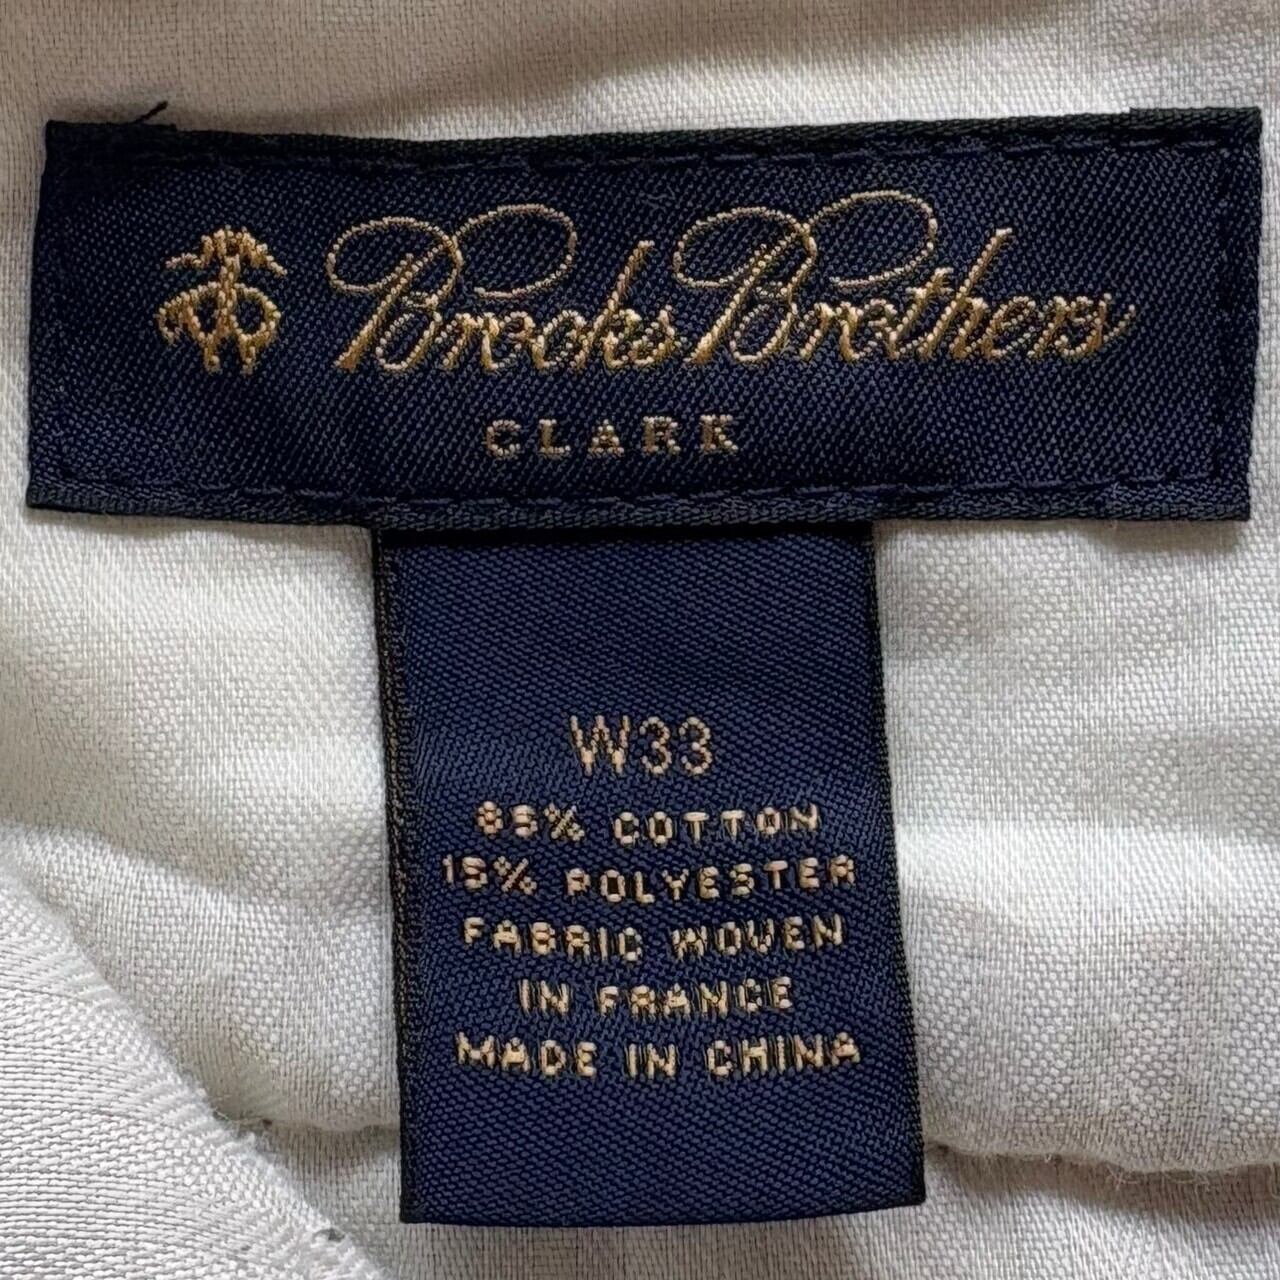 Brooks Brothers
CLARK
W33
85% COTTON
15% POLYESTER
FABRIC WOVEN
IN FRANCE
MADE IN CHINA